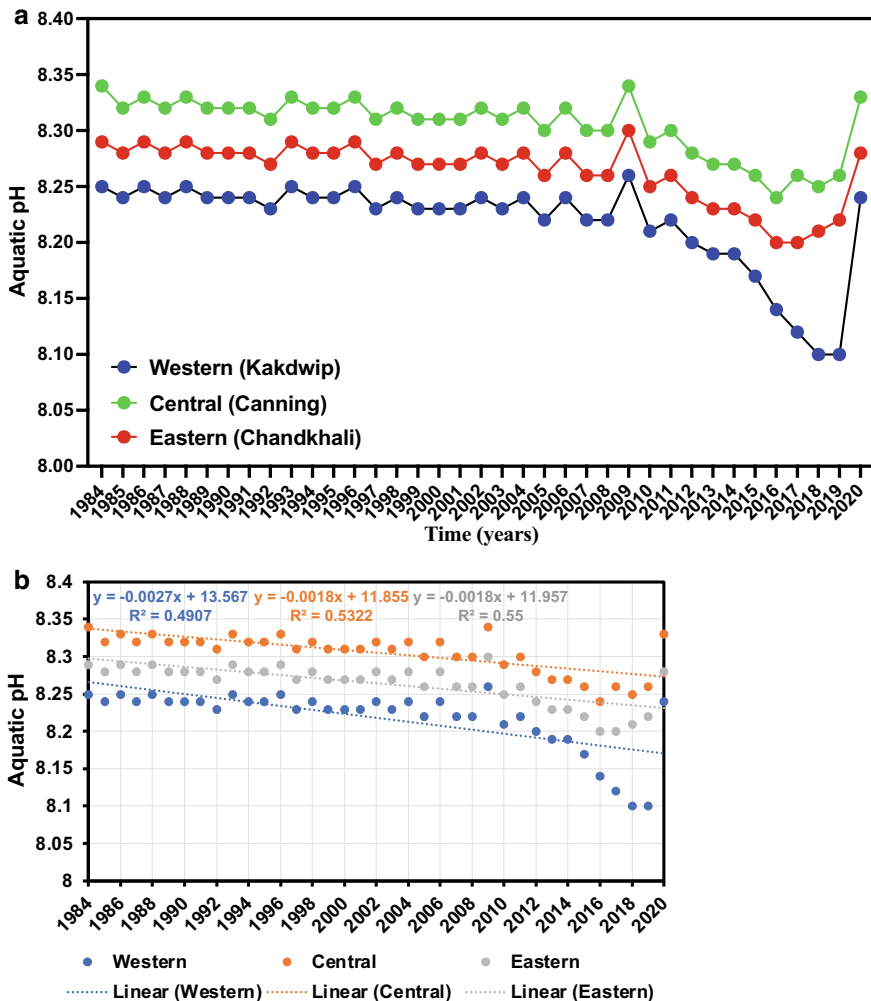 a
8.40
8.35
8.30
8.25
8.20
8.15
8.10
8.05
8.00
Aquatic pH
Western (Kakdwip)
Central (Canning)
Eastern (Chandkhali)
1984 1985 1986 1987 1988 1989 1990 1991 1992 1993 1994 1995 1996 1997 1998 1999 2000 2001 2002 2003 2004 2005 2006 2007 2008 2009 2010 2011 2012 2013 2014 2015 2016 2017 2018 2019 2020
Time (years)
b
8.4
8.35
8.3
8.25
8.2
8.15
8.1
8.05
8
Aquatic pH
y = -0.0027x + 13.567 y = -0.0018x + 11.855 y = -0.0018x + 11.957
R² = 0.4907 R² = 0.5322 R² = 0.55
1984 1986 1988 1990 1992 1994 1996 1998 2000 2002 2004 2006 2008 2010 2012 2014 2016 2018 2020
Western Central Eastern
Linear (Western) Linear (Central) Linear (Eastern)